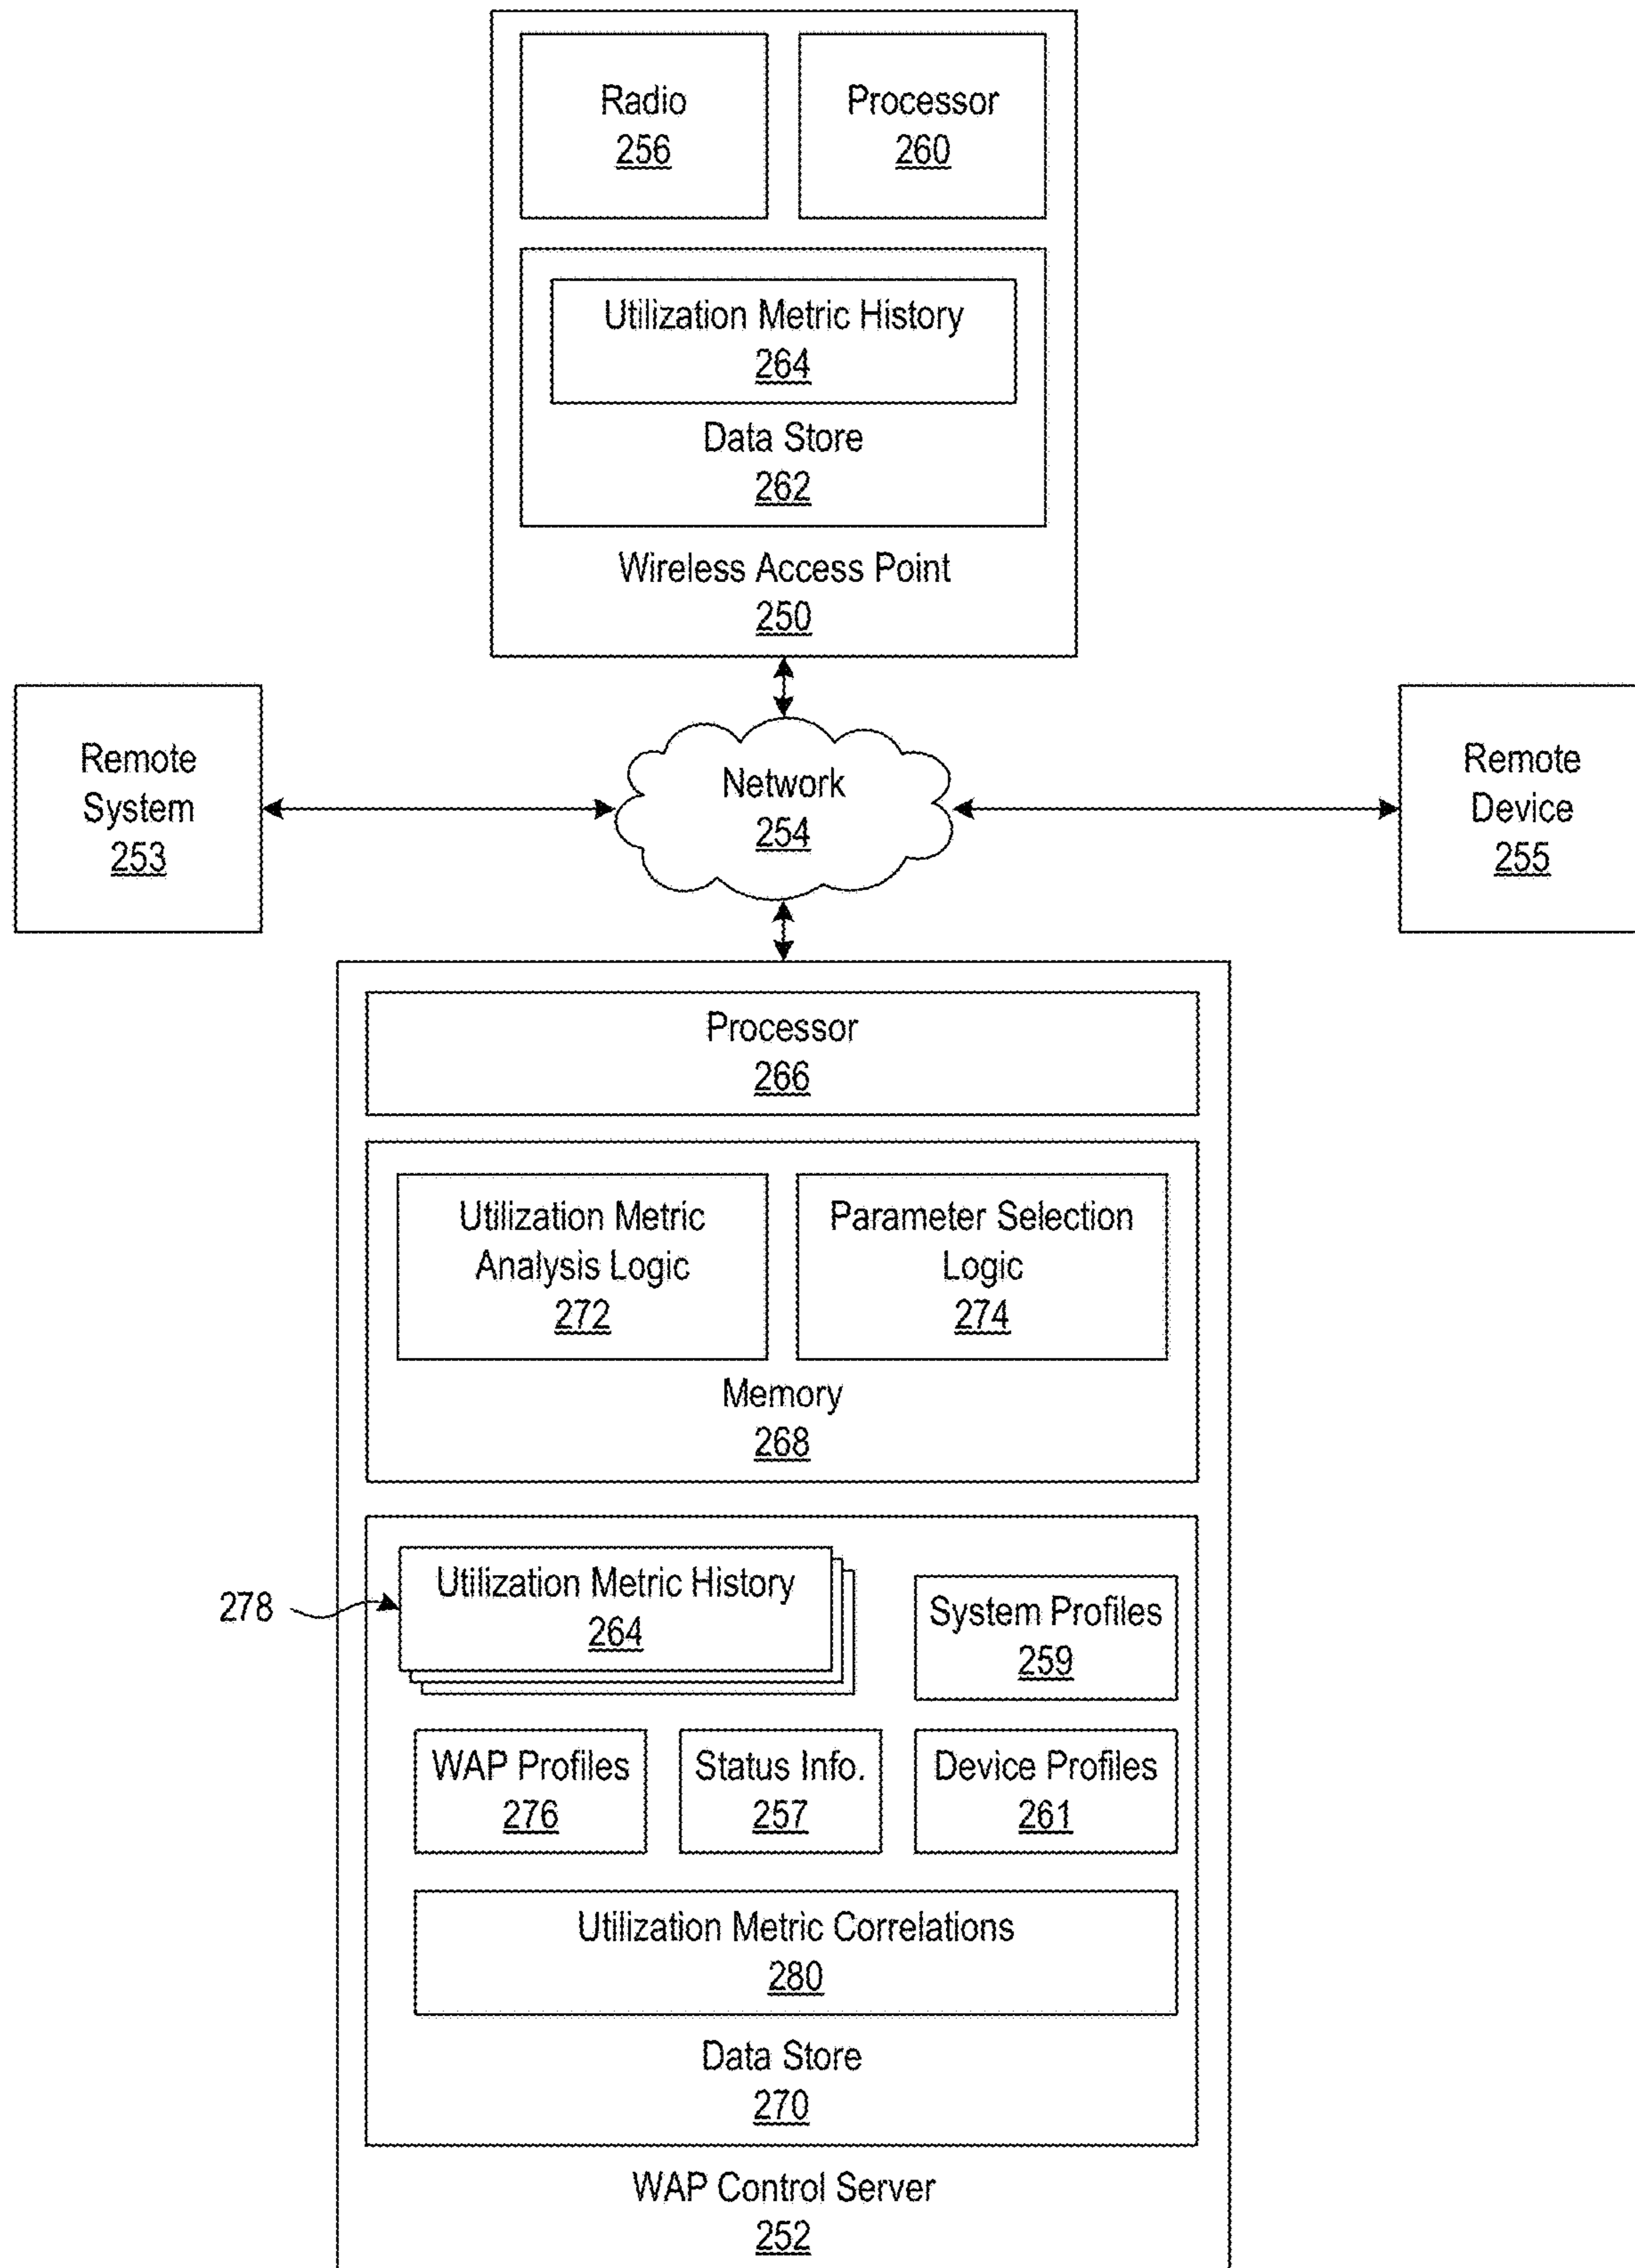 Radio
256
Processor
260
Utilization Metric History
264
Data Store
262
Wireless Access Point
250
Remote
System
253
Network
254
Remote
Device
255
Processor
266
Utilization Metric
Analysis Logic
272
Parameter Selection
Logic
274
Memory
268
278
Utilization Metric History
264
System Profiles
259
WAP Profiles
276
Status Info.
257
Device Profiles
261
Utilization Metric Correlations
280
Data Store
270
WAP Control Server
252